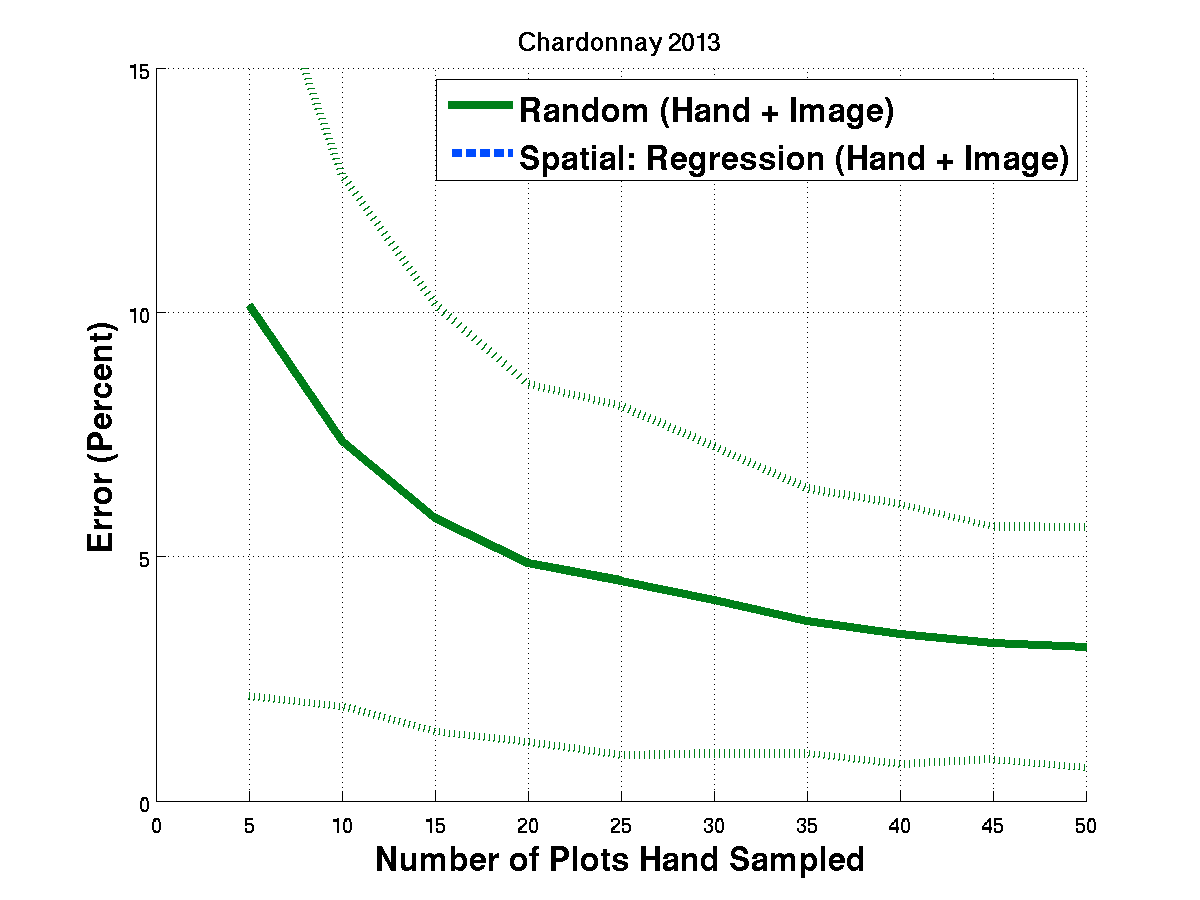 Chardonnay 2013
Random (Hand + Image)
Spatial: Regression (Hand + Image)
15
10
5
0
Error (Percent)
0 5 10 15 20 25 30 35 40 45 50
Number of Plots Hand Sampled